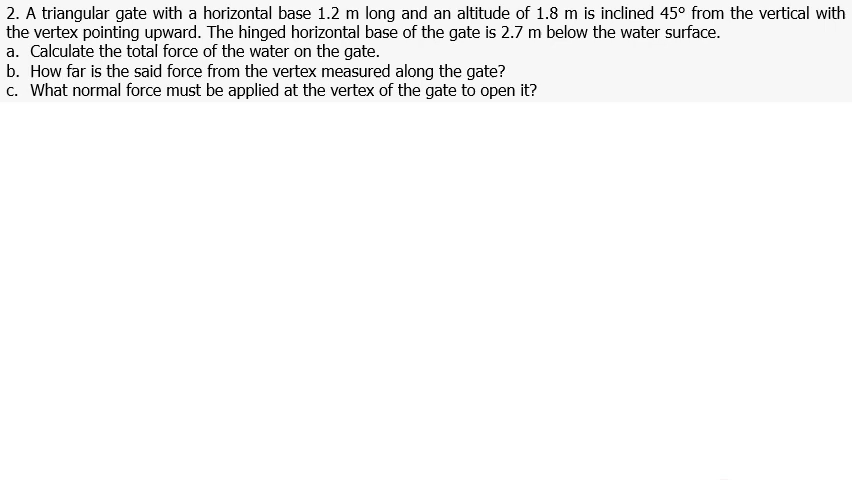 2. A triangular gate with a horizontal base 1.2 m long and an altitude of 1.8 m is inclined 45° from the vertical with
the vertex pointing upward. The hinged horizontal base of the gate is 2.7 m below the water surface.
a. Calculate the total force of the water on the gate.
b. How far is the said force from the vertex measured along the gate?
c. What normal force must be applied at the vertex of the gate to open it?